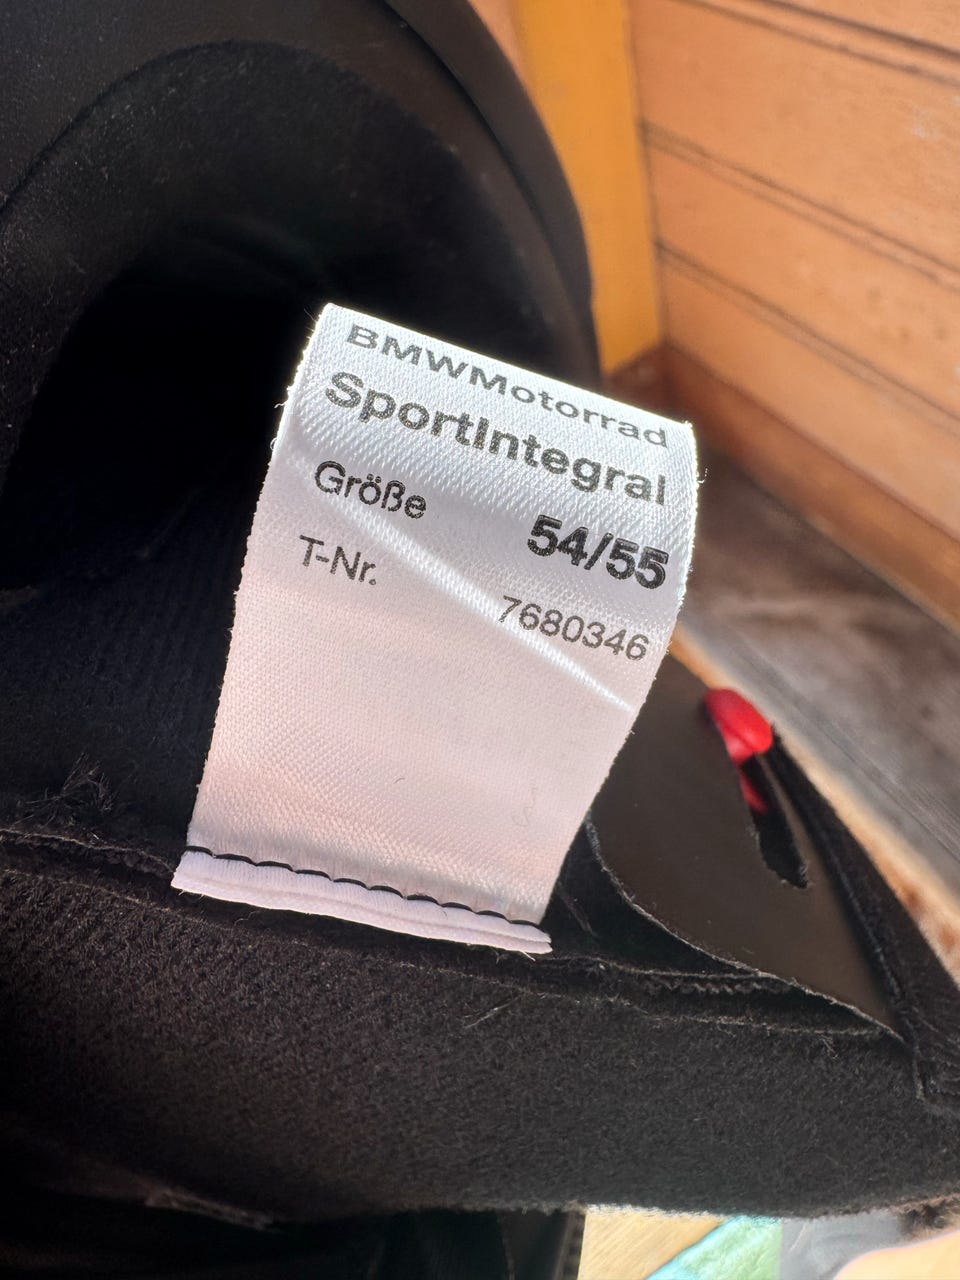 BMWMotorrad
SportIntegral
Größe 54/55
T-Nr. 7680346